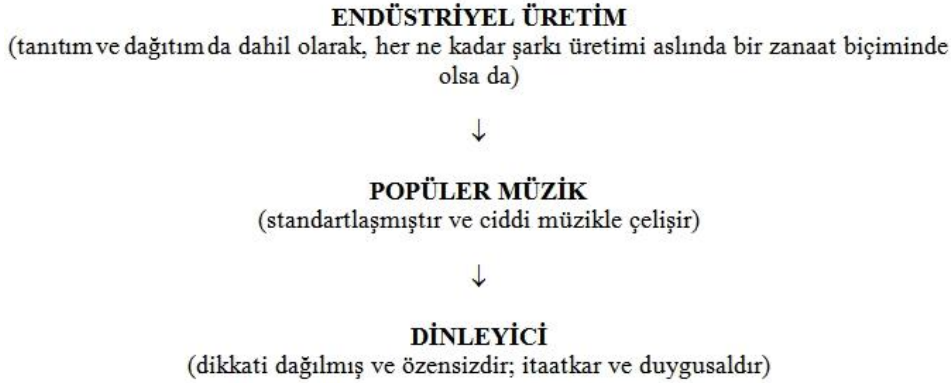 ENDÜSTRİYEL ÜRETİM
(tanıtım ve dağıtım da dahil olarak, her ne kadar şarkı üretimi aslında bir zanaat biçiminde
olsa da)
↓
POPÜLER MÜZİK
(standartlaşmıştır ve ciddi müzikle çelişir)
↓
DİNLEYİCİ
(dikkati dağılmış ve özensizdir; itaatkar ve duygusaldır)